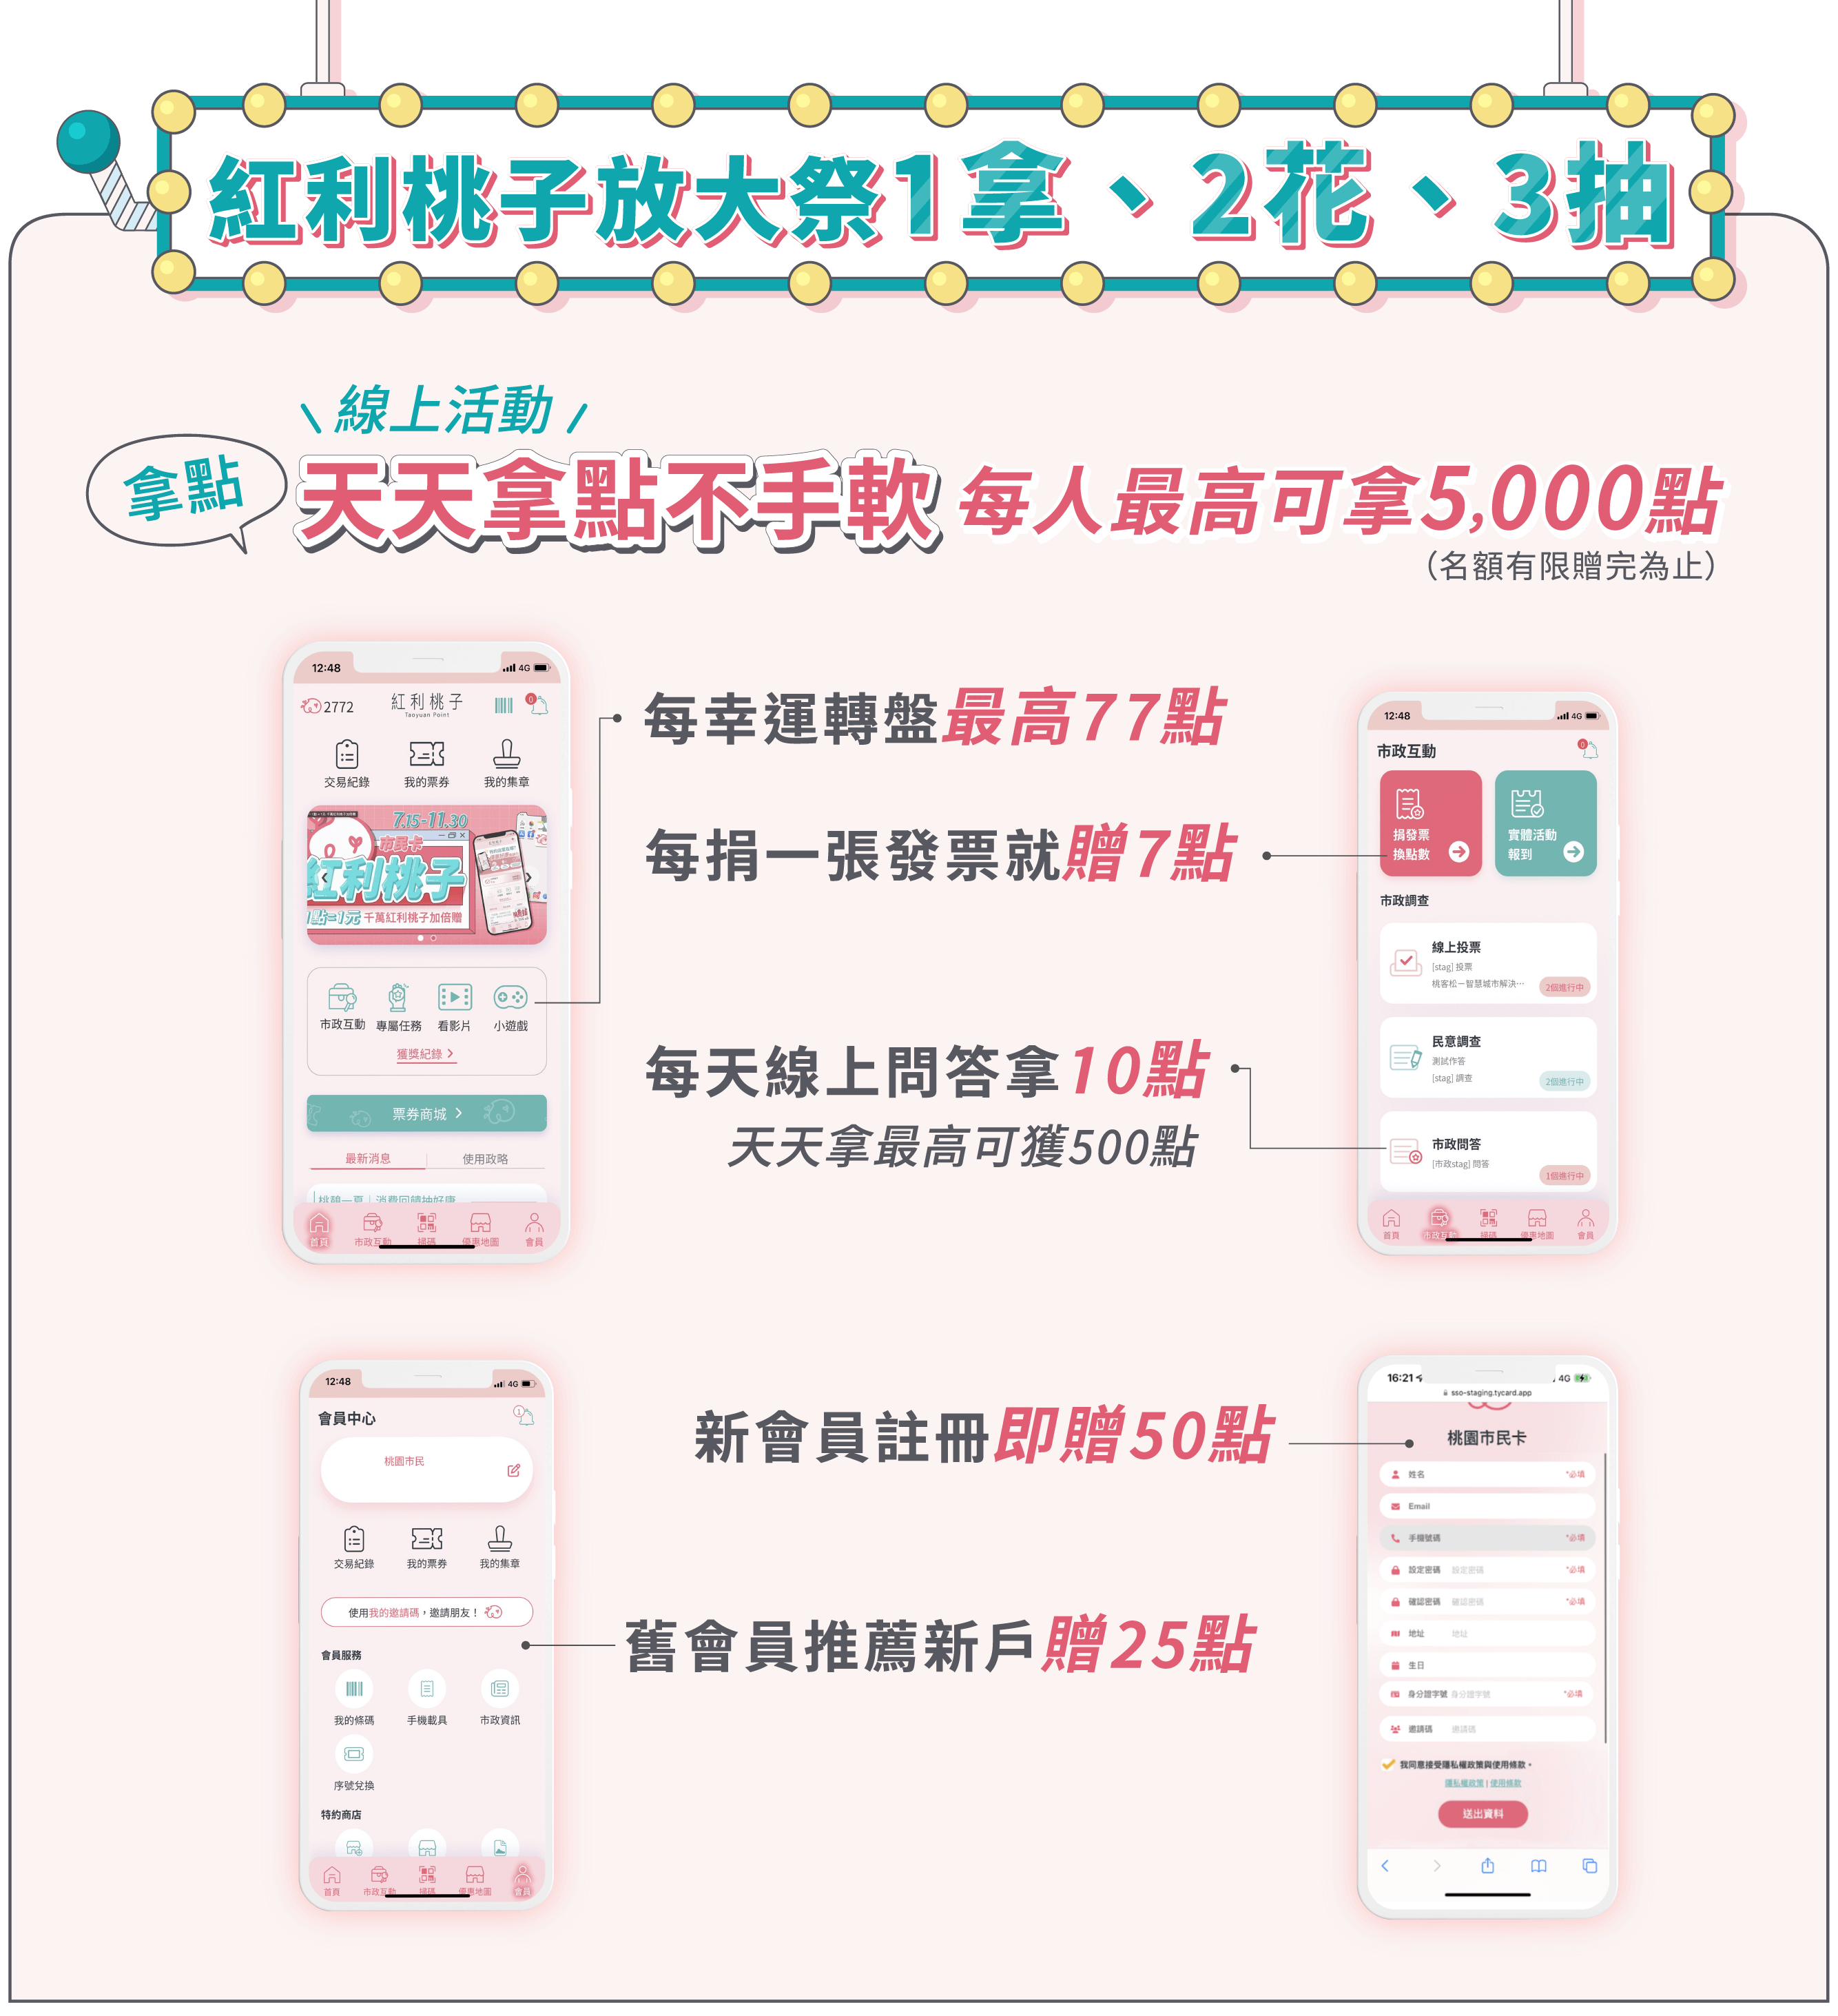 紅利桃子放大祭1拿、2花、3抽
線上活動
拿點
天天拿點不手軟 每人最高可拿5,000點
（名額有限贈完為止）
12:48
4G
2772
紅利桃子
Taoyuan Point
0
交易紀錄
我的票券
我的集章
7.15-11.30
市民卡
紅利桃子
1點=1元 千萬紅利桃子加倍贈
市政互動
專屬任務
看影片
小遊戲
獲獎紀錄
票券商城
最新消息
使用政略
首頁
市政互動
掃碼
優惠地圖
會員
每幸運轉盤最高77點
每捐一張發票就贈7點
每天線上問答拿10點
天天拿最高可獲500點
12:48
4G
市政互動
0
捐發票
換點數
實體活動
報到
市政調查
線上投票
[stag] 投票
桃客松－智慧城市解決⋯
2個進行中
民意調查
測試作答
[stag] 調查
2個進行中
市政問答
[市政stag] 問答
1個進行中
首頁
市政互動
掃碼
優惠地圖
會員
12:48
4G
會員中心
1
桃園市民
交易紀錄
我的票券
我的集章
使用我的邀請碼，邀請朋友！
會員服務
我的條碼
手機載具
市政資訊
序號兌換
特約商店
首頁
市政互動
掃碼
優惠地圖
會員
新會員註冊即贈50點
舊會員推薦新戶贈25點
16:21
4G
sso-staging.tycard.app
桃園市民卡
姓名 *必填
Email
手機號碼 *必填
設定密碼 設定密碼 *必填
確認密碼 確認密碼 *必填
地址 地址
生日
身分證字號 身分證字號 *必填
邀請碼 邀請碼
我同意接受隱私權政策與使用條款。
隱私權政策 | 使用條款
送出資料